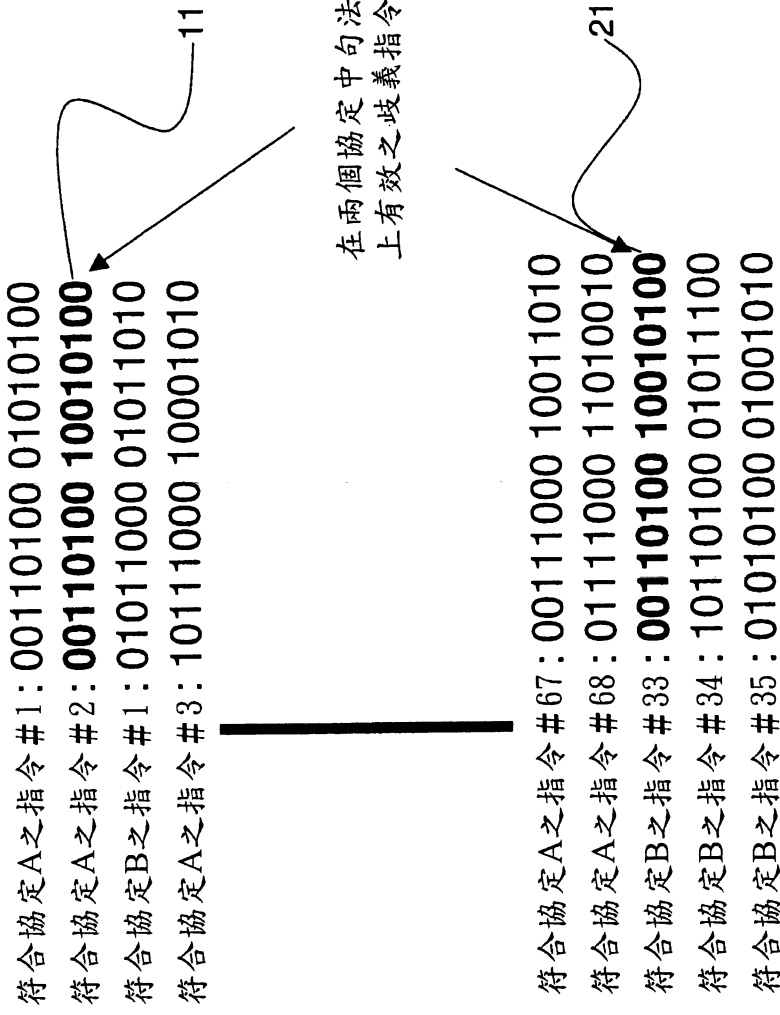 符合協定A之指令#1:00110100 01010100
符合協定A之指令#2:00110100 10010100
符合協定B之指令#1:01011000 01011010
符合協定A之指令#3:10111000 10001010
11
在兩個協定中句法
上有效之歧義指令
符合協定A之指令#67:00111000 10011010
符合協定A之指令#68:01111000 11010010
符合協定B之指令#33:00110100 10010100
符合協定B之指令#34:10110100 01011100
符合協定B之指令#35:01010100 01001010
21